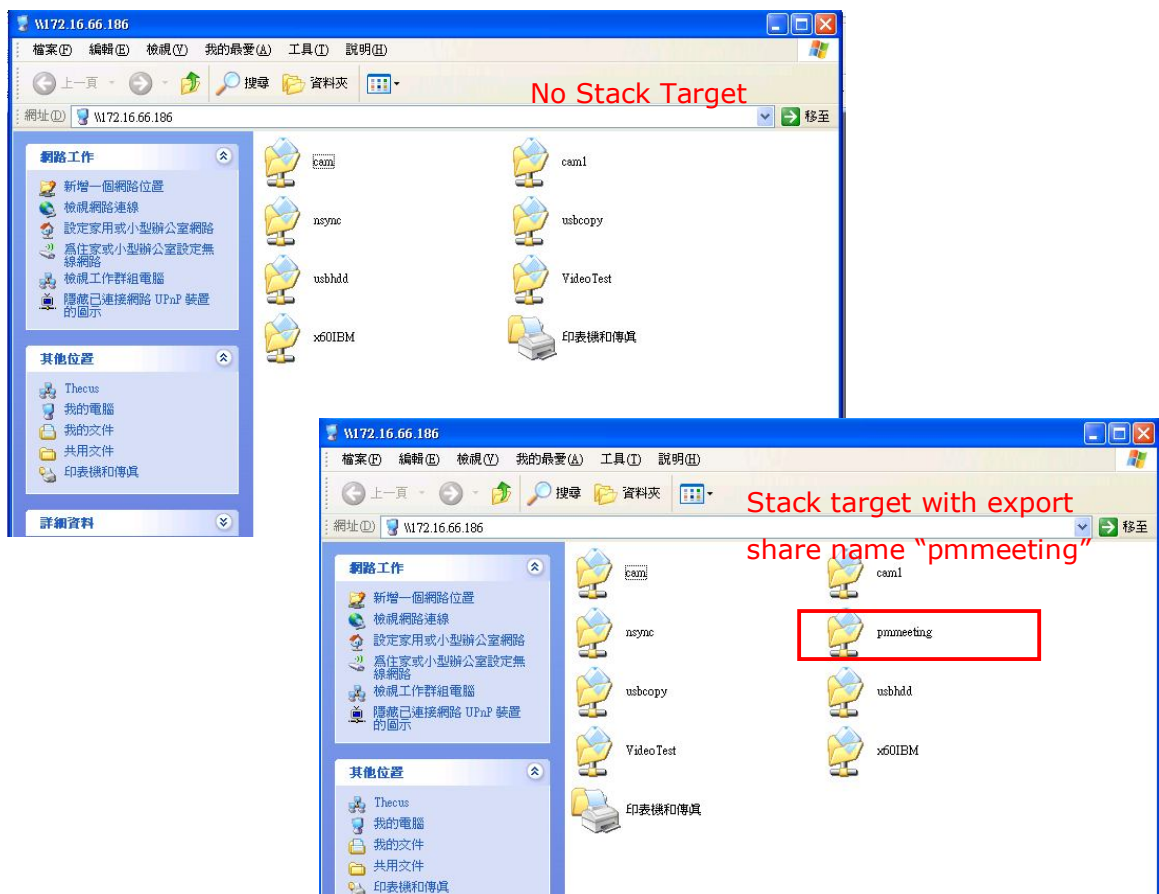 \\172.16.66.186
檔案(F) 編輯(E) 檢視(V) 我的最愛(A) 工具(T) 說明(H)
上一頁 搜尋 資料夾
No Stack Target
網址(D) \\172.16.66.186 移至
網路工作
新增一個網路位置
檢視網路連線
設定家用或小型辦公室網路
爲住家或小型辦公室設定無
線網路
檢視工作群組電腦
隱藏已連接網路 UPnP 裝置
的圖示
其他位置
Thecus
我的電腦
我的文件
共用文件
印表機和傳真
詳細資料
cam
cam1
nsync
usbcopy
usbhdd
VideoTest
x60IBM
印表機和傳真
\\172.16.66.186
檔案(F) 編輯(E) 檢視(V) 我的最愛(A) 工具(T) 說明(H)
上一頁 搜尋 資料夾
Stack target with export
share name “pmmeeting”
網址(D) \\172.16.66.186 移至
網路工作
新增一個網路位置
檢視網路連線
設定家用或小型辦公室網路
爲住家或小型辦公室設定無
線網路
檢視工作群組電腦
隱藏已連接網路 UPnP 裝置
的圖示
其他位置
Thecus
我的電腦
我的文件
共用文件
印表機和傳真
cam
cam1
nsync
pmmeeting
usbcopy
usbhdd
VideoTest
x60IBM
印表機和傳真